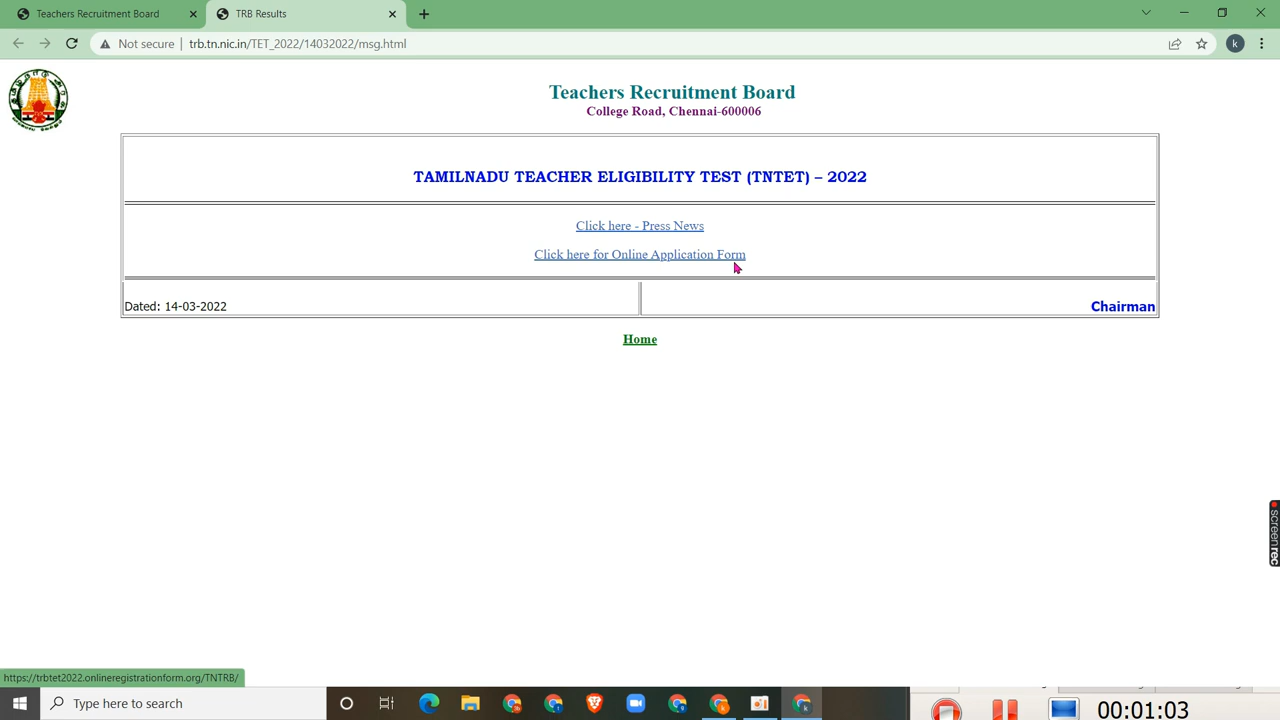 Teachers Recruitment Board
TRB Results
Not secure
trb.tn.nic.in/TET_2022/14032022/msg.html
k
Teachers Recruitment Board
College Road, Chennai-600006
TAMILNADU TEACHER ELIGIBILITY TEST (TNTET) – 2022
Click here - Press News
Click here for Online Application Form
Dated: 14-03-2022
Chairman
Home
screenrec
https://trbtet2022.onlineregistrationform.org/TNTRB/
Type here to search
00:01:03